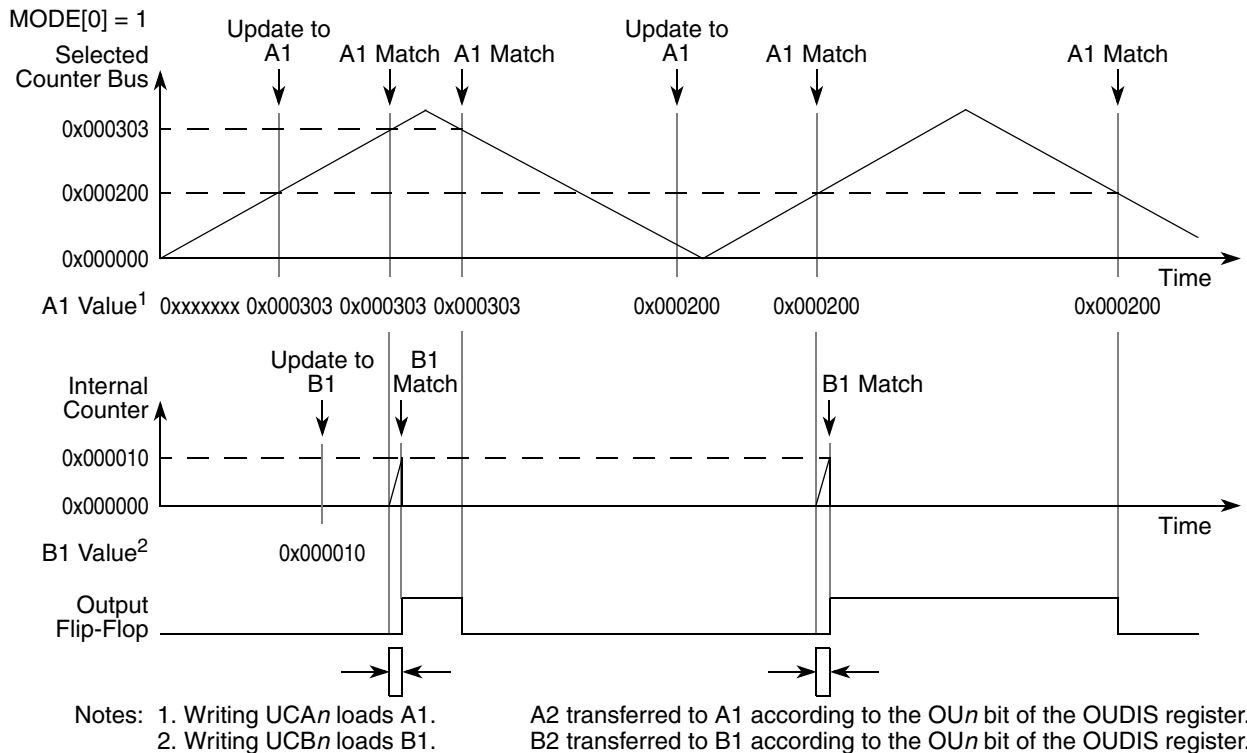 MODE[0] = 1
Update to A1
A1 Match
A1 Match
Update to A1
A1 Match
A1 Match
Selected Counter Bus
0x000303
0x000200
0x000000
Time
A1 Value1 0xxxxxxx 0x000303 0x000303 0x000303 0x000200 0x000200 0x000200
Update to B1
B1 Match
B1 Match
Internal Counter
0x000010
0x000000
Time
B1 Value2 0x000010
Output Flip-Flop
Notes: 1. Writing UCAn loads A1. A2 transferred to A1 according to the OUn bit of the OUDIS register.
2. Writing UCBn loads B1. B2 transferred to B1 according to the OUn bit of the OUDIS register.